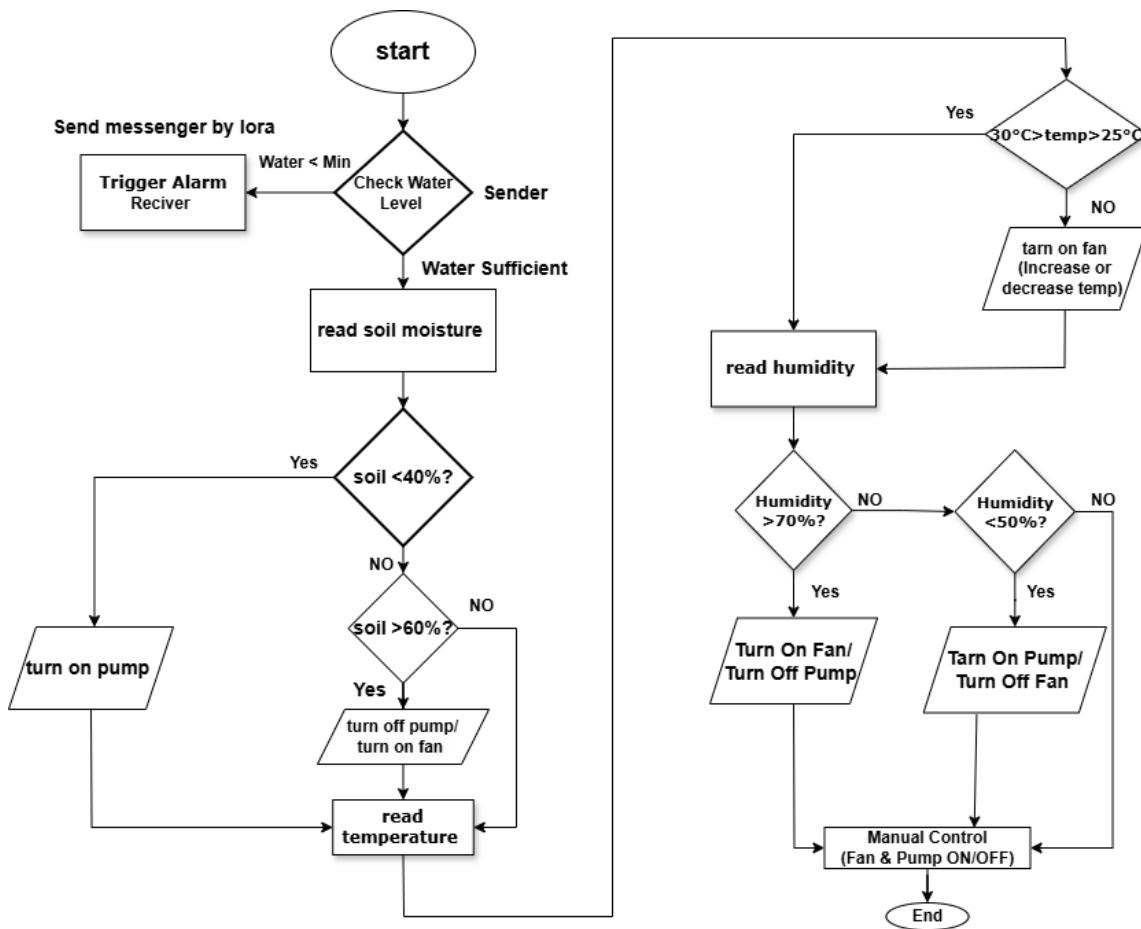 start
Send messenger by lora
Water < Min
Trigger Alarm
Reciver
Check Water
Level
Sender
Water Sufficient
read soil moisture
Yes
soil <40%?
NO
soil >60%?
NO
turn on pump
Yes
turn off pump/
turn on fan
read
temperature
Yes
30°C>temp>25°C
NO
tarn on fan
(Increase or
decrease temp)
read humidity
Humidity
>70%?
NO
Humidity
<50%?
NO
Yes
Yes
Turn On Fan/
Turn Off Pump
Tarn On Pump/
Turn Off Fan
Manual Control
(Fan & Pump ON/OFF)
End